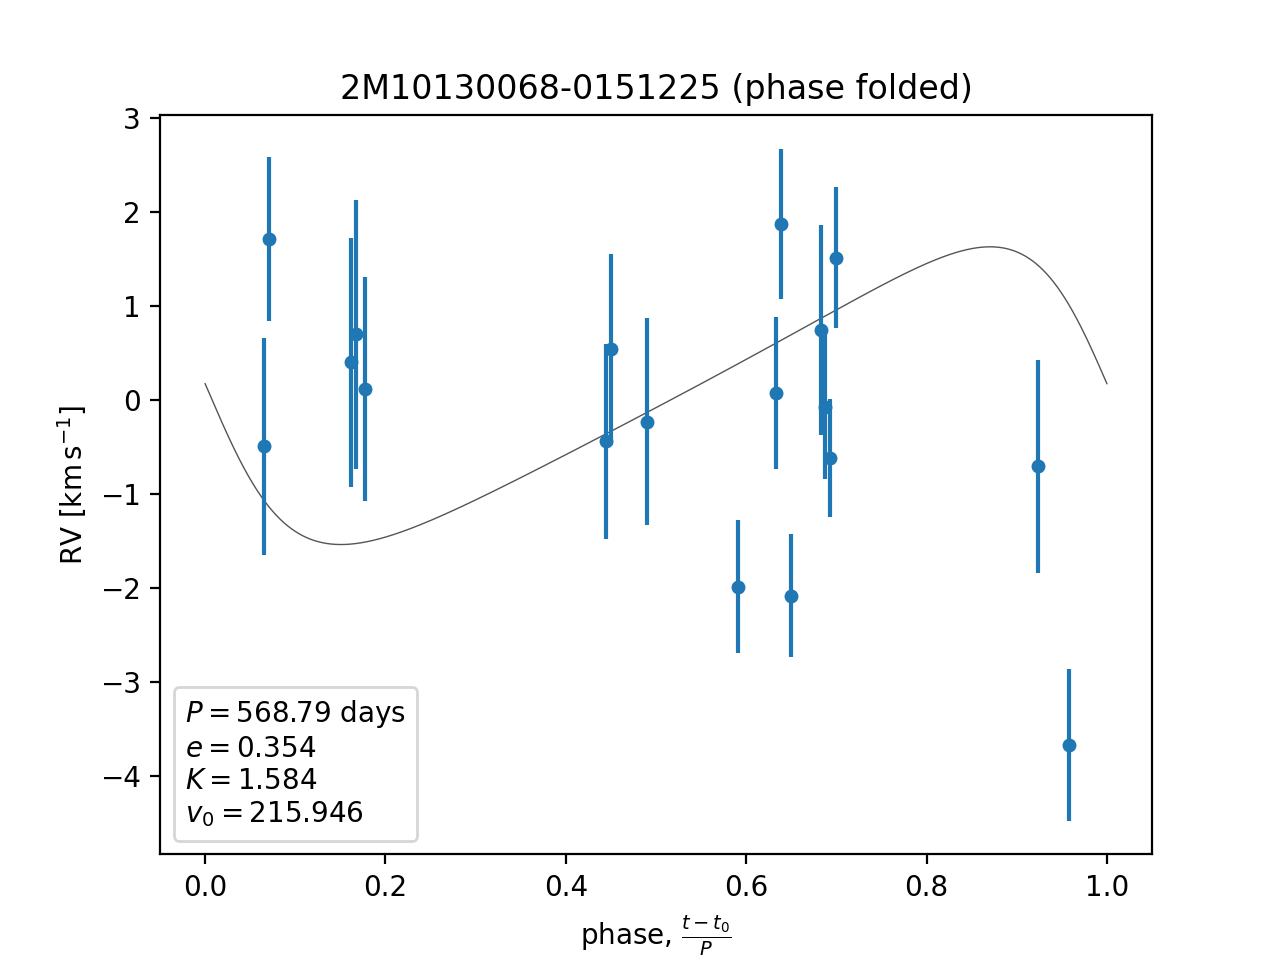 2M10130068-0151225 (phase folded)
3
2
1
0
−1
−2
−3
−4
RV [km s⁻¹]
P = 568.79 days
e = 0.354
K = 1.584
v₀ = 215.946
0.0 0.2 0.4 0.6 0.8 1.0
phase, (t − t₀)/P